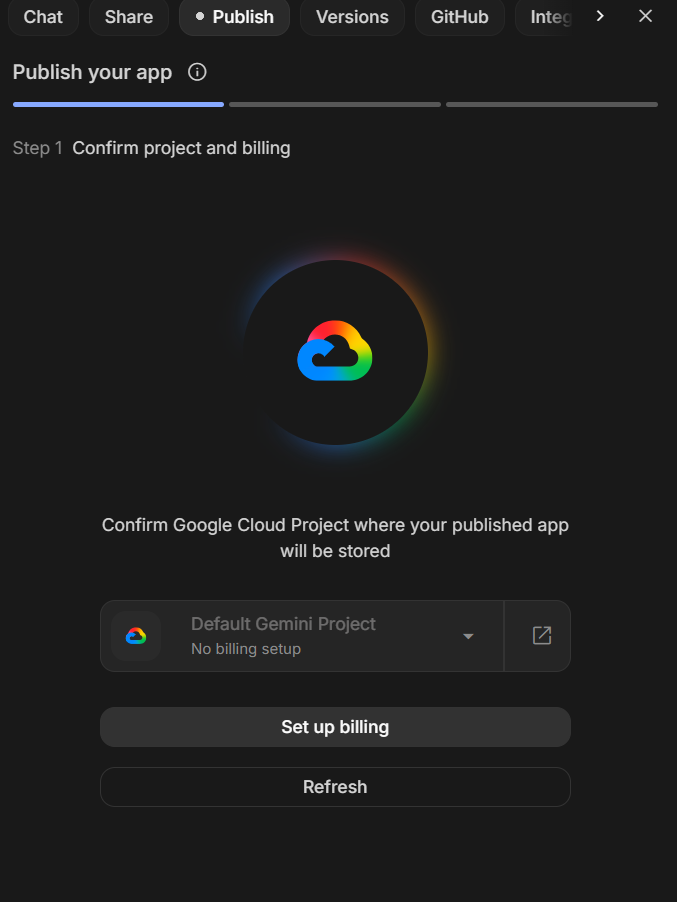 Chat Share Publish Versions GitHub Integ
Publish your app
Step 1 Confirm project and billing
Confirm Google Cloud Project where your published app
will be stored
Default Gemini Project
No billing setup
Set up billing
Refresh